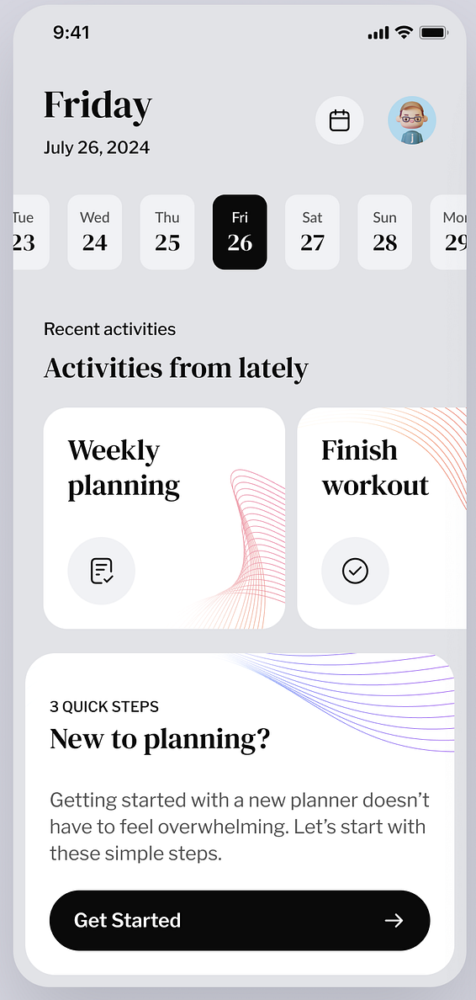 9:41
Friday
July 26, 2024
Tue Wed Thu Fri Sat Sun Mon
23 24 25 26 27 28 29
Recent activities
Activities from lately
Weekly
planning
Finish
workout
3 QUICK STEPS
New to planning?
Getting started with a new planner doesn’t
have to feel overwhelming. Let’s start with
these simple steps.
Get Started